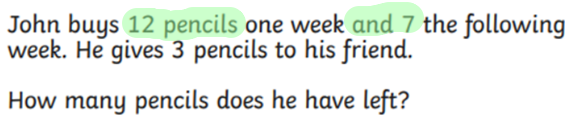 John buys 12 pencils one week and 7 the following
week. He gives 3 pencils to his friend.
How many pencils does he have left?